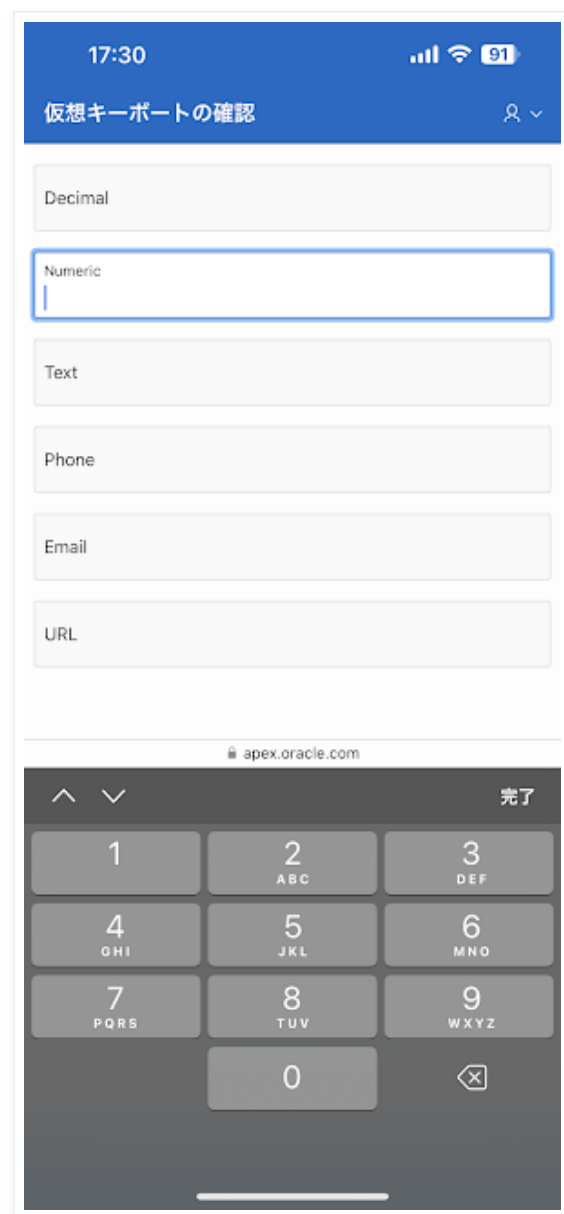 17:30 91
仮想キーボートの確認
Decimal
Numeric
Text
Phone
Email
URL
apex.oracle.com
完了
1 2 3
ABC DEF
4 5 6
GHI JKL MNO
7 8 9
PQRS TUV WXYZ
0